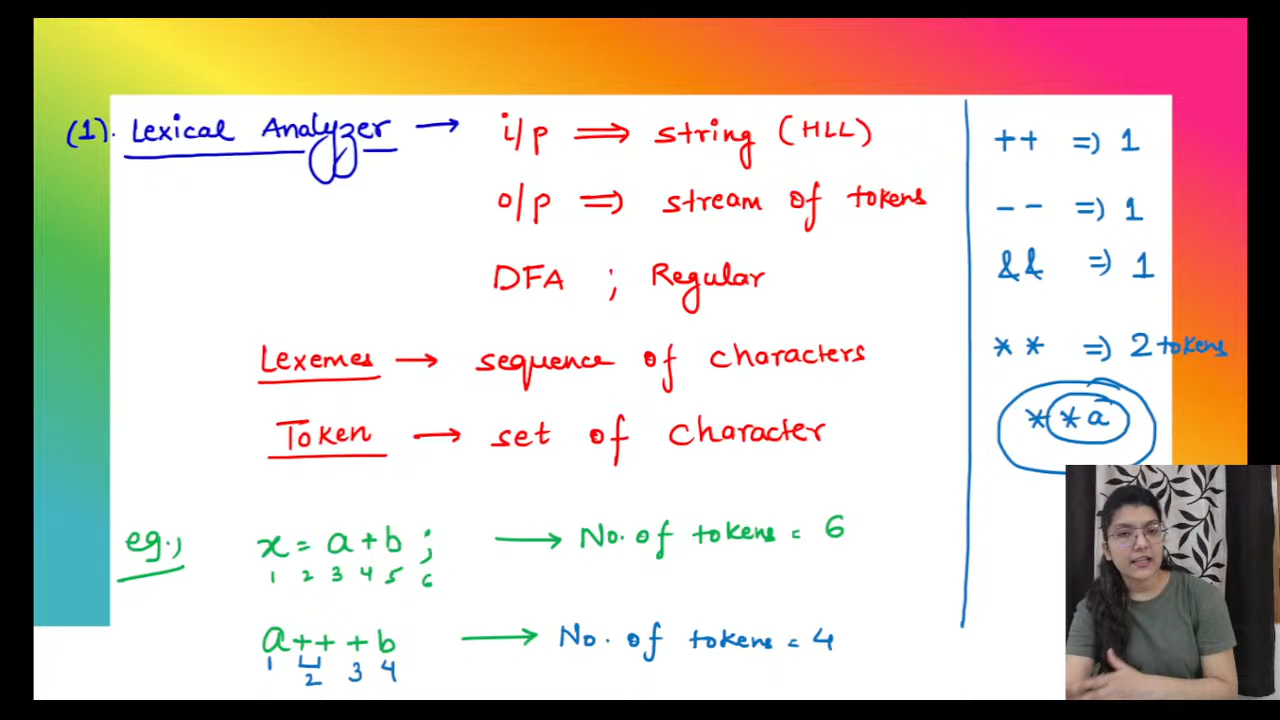 (1). Lexical Analyzer → i/p ⇒ string (HLL)
o/p ⇒ stream of tokens
DFA ; Regular
Lexemes → sequence of characters
Token → set of character
eg., x = a + b ; → No. of tokens = 6
1 2 3 4 5 6
a++ + b → No. of tokens = 4
1 2 3 4
++ => 1
-- => 1
&& => 1
** => 2 tokens
**a